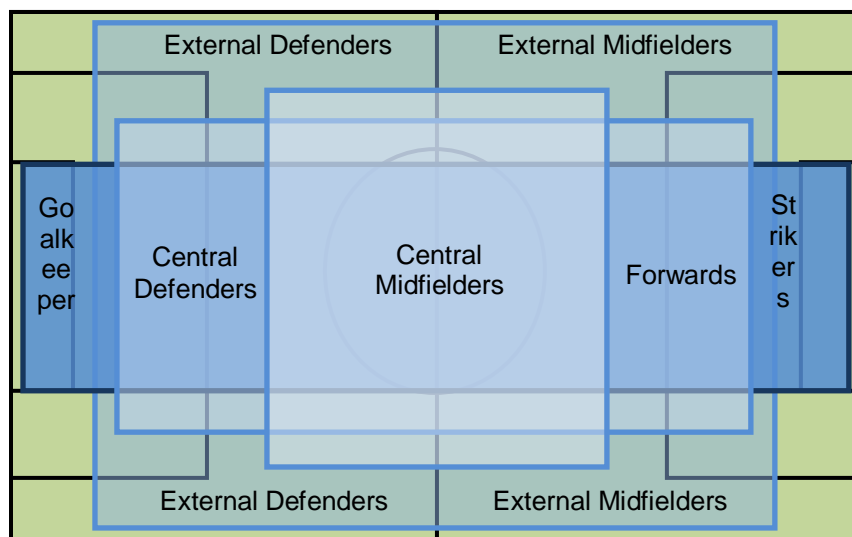 External Defenders
External Midfielders
Go
alk
ee
per
Central
Defenders
Central
Midfielders
Forwards
St
rik
er
s
External Defenders
External Midfielders